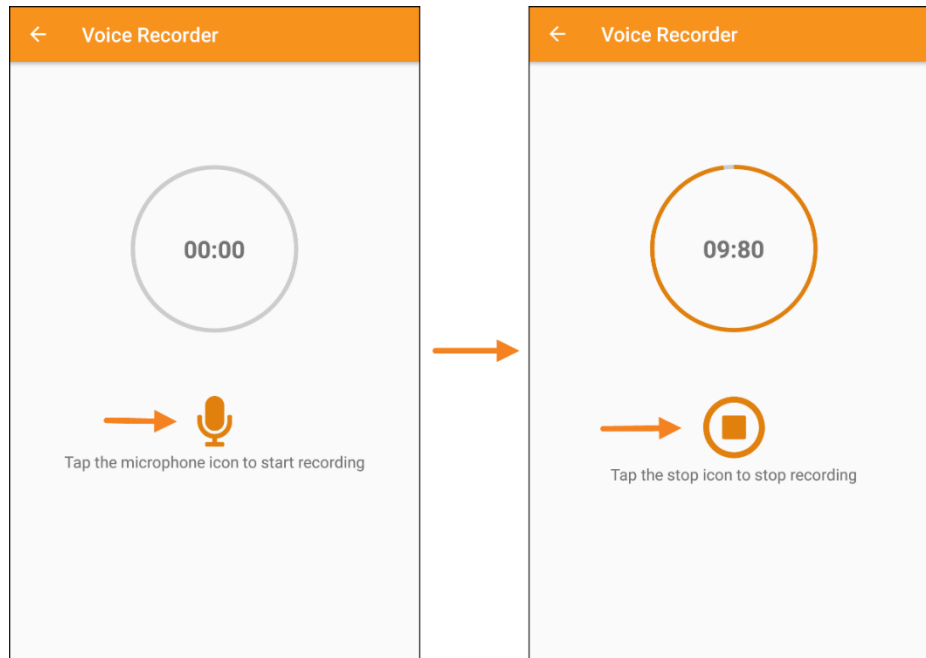 Voice Recorder
00:00
Tap the microphone icon to start recording
Voice Recorder
09:80
Tap the stop icon to stop recording